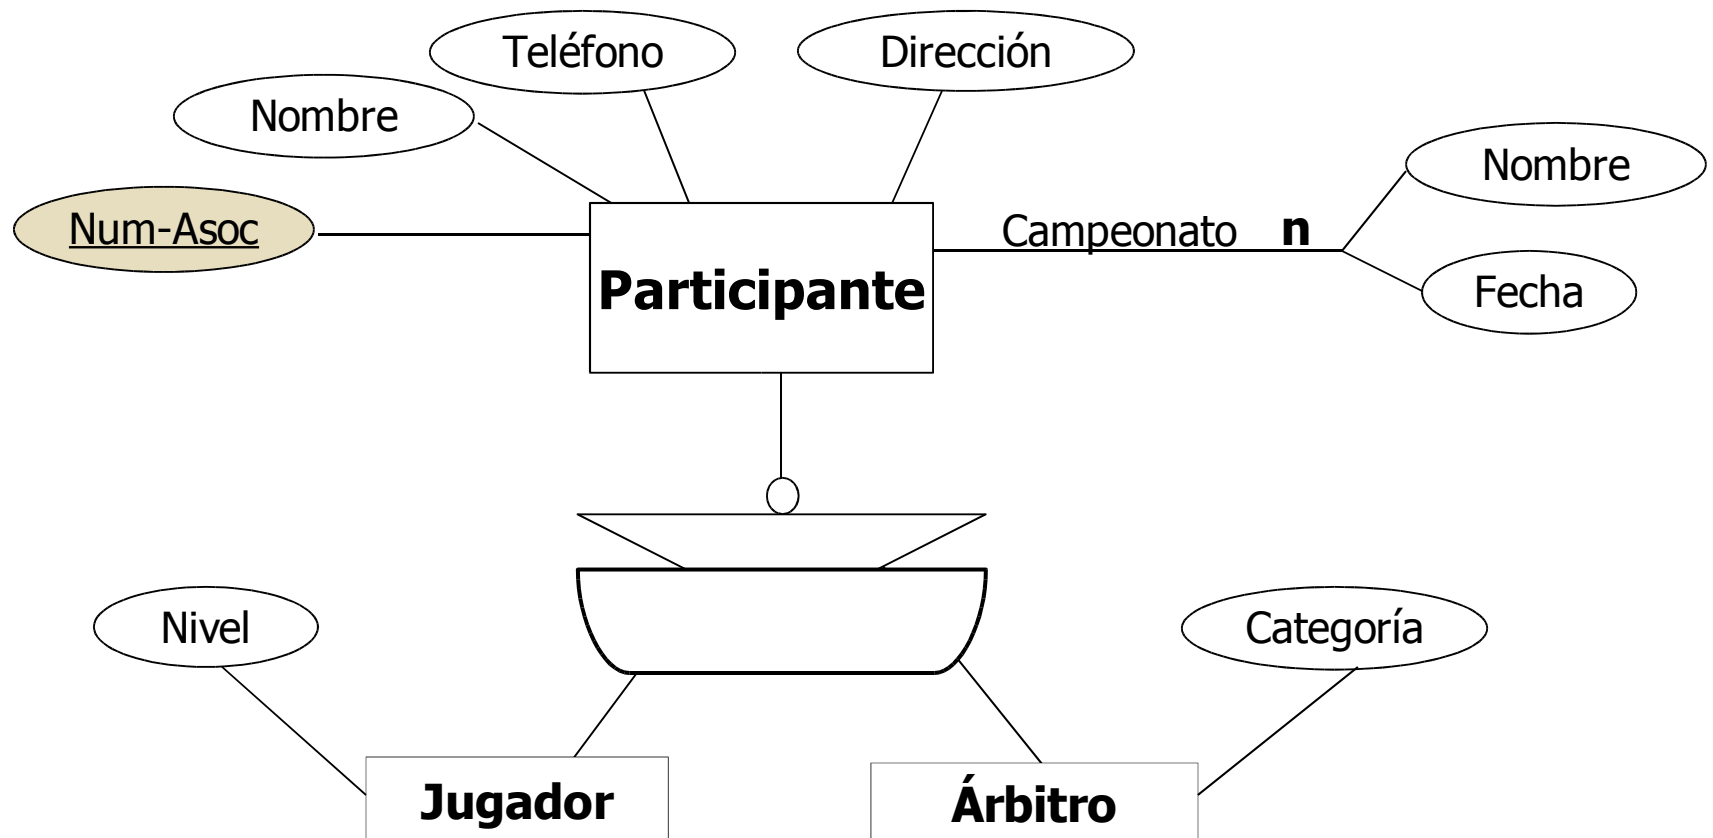 Teléfono
Dirección
Nombre
Nombre
Num-Asoc
Campeonato n
Participante
Fecha
Nivel
Categoría
Jugador
Árbitro